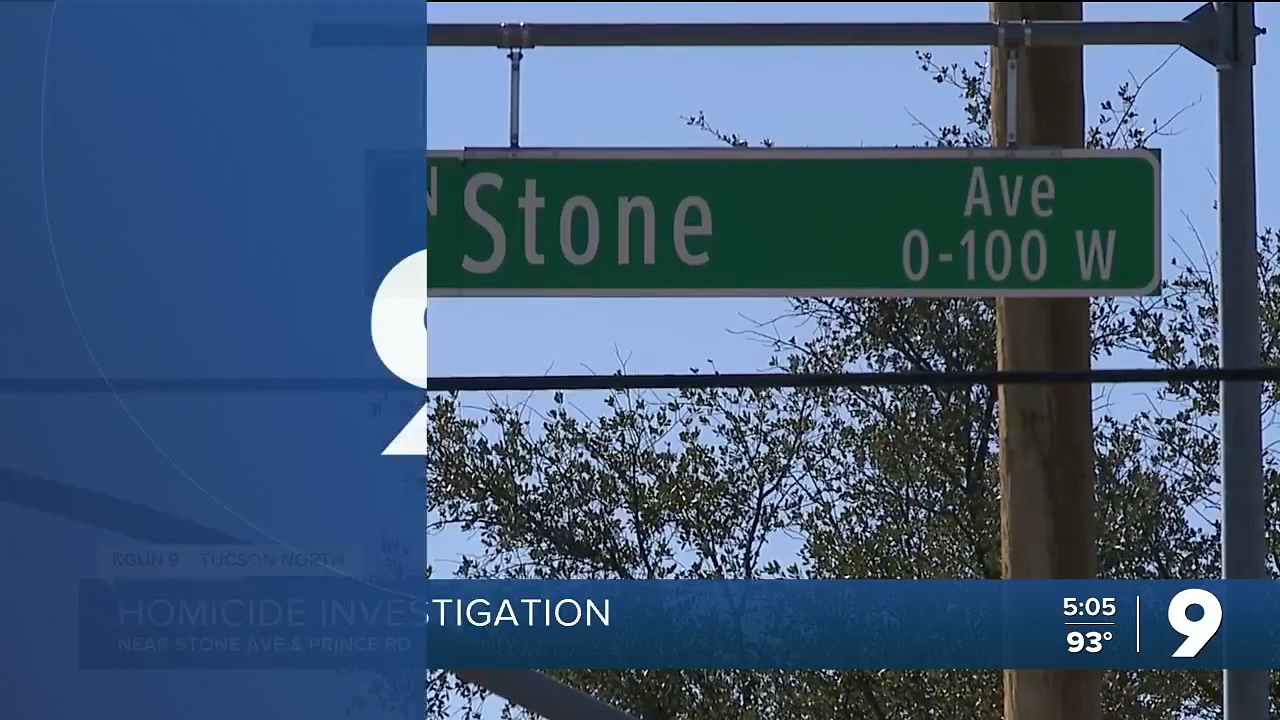 N Stone
Ave
0-100 W
KGUN 9 TUCSON NORTH
HOMICIDE INVESTIGATION
NEAR STONE AVE & PRINCE RD
5:05
93°
9